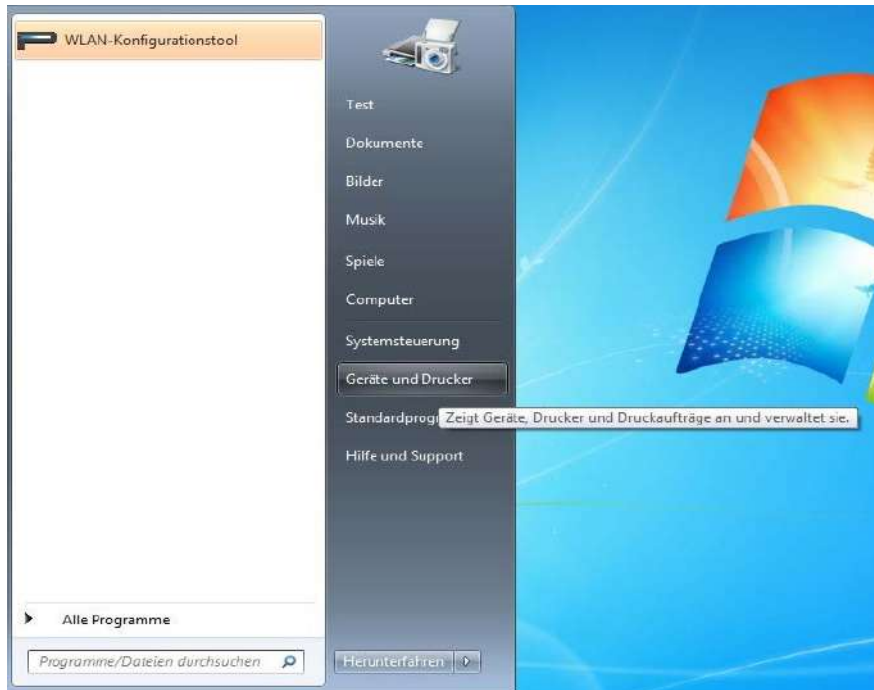 WLAN-Konfigurationstool
Test
Dokumente
Bilder
Musik
Spiele
Computer
Systemsteuerung
Geräte und Drucker
Zeigt Geräte, Drucker und Druckaufträge an und verwaltet sie.
Hilfe und Support
Alle Programme
Programme/Dateien durchsuchen
Herunterfahren